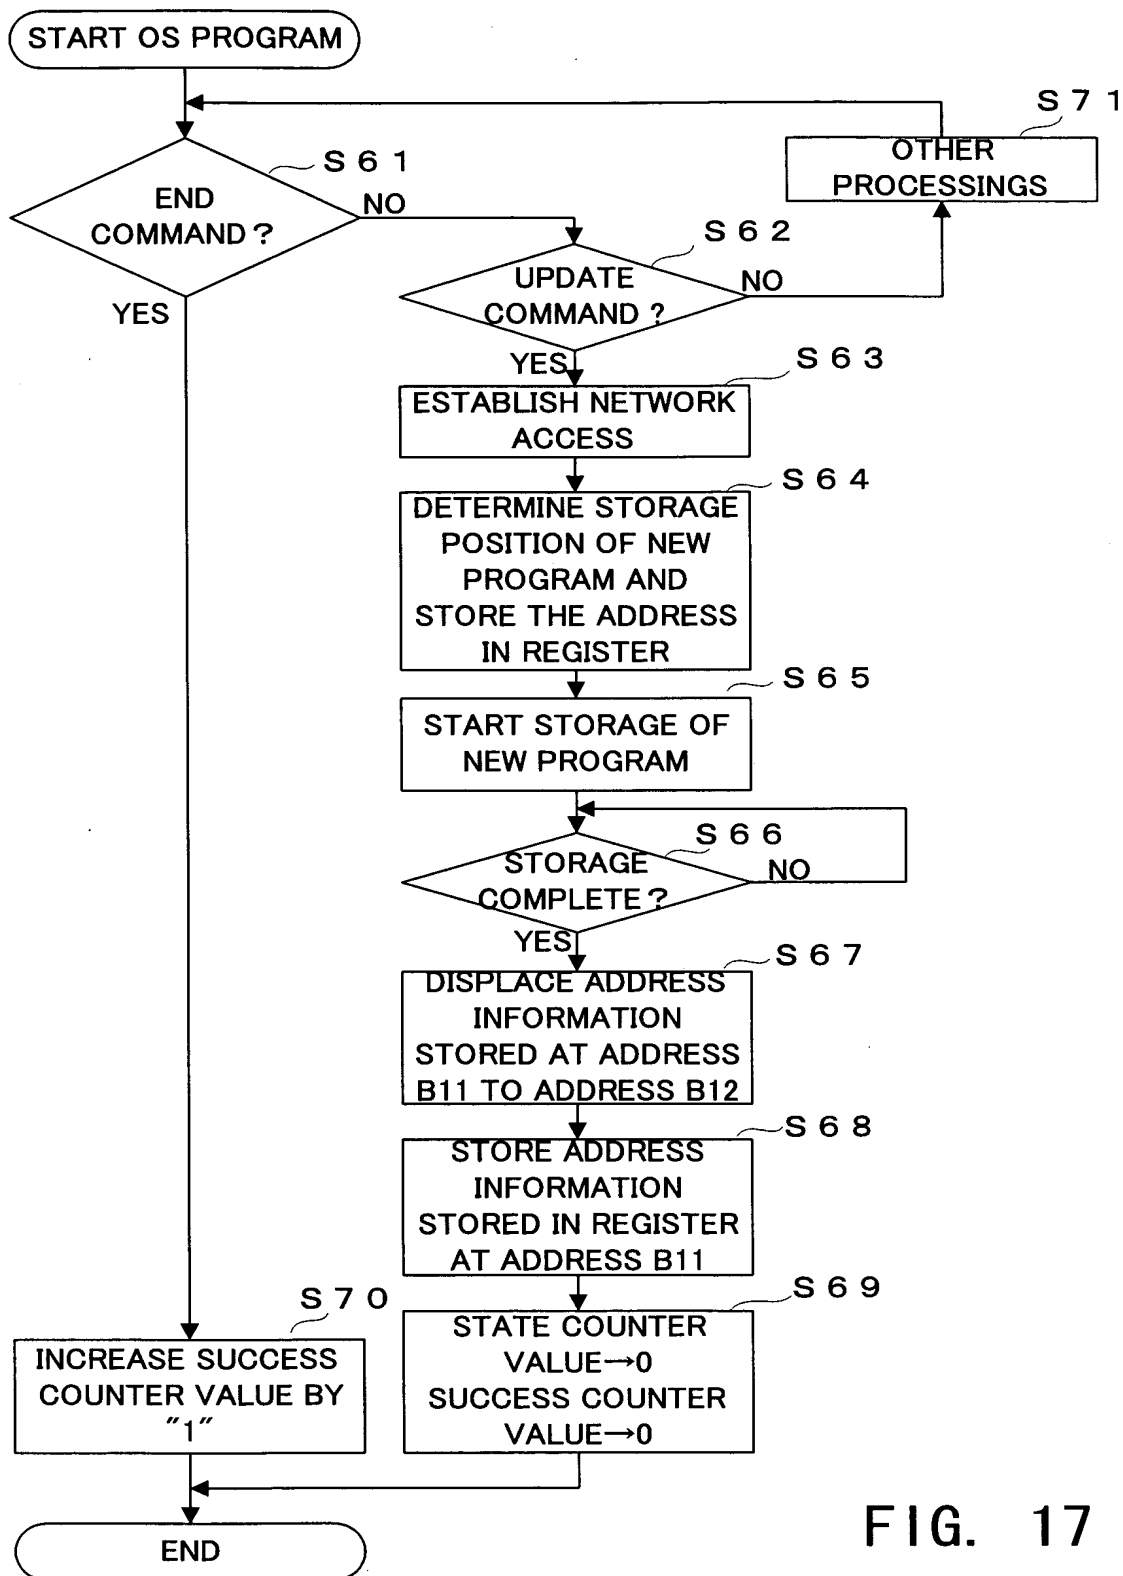 START OS PROGRAM
S71
OTHER
PROCESSINGS
S61
END
COMMAND?
NO
YES
S62
UPDATE
COMMAND?
NO
YES
S63
ESTABLISH NETWORK
ACCESS
S64
DETERMINE STORAGE
POSITION OF NEW
PROGRAM AND
STORE THE ADDRESS
IN REGISTER
S65
START STORAGE OF
NEW PROGRAM
S66
STORAGE
COMPLETE?
NO
YES
S67
DISPLACE ADDRESS
INFORMATION
STORED AT ADDRESS
B11 TO ADDRESS B12
S68
STORE ADDRESS
INFORMATION
STORED IN REGISTER
AT ADDRESS B11
S69
STATE COUNTER
VALUE→0
SUCCESS COUNTER
VALUE→0
S70
INCREASE SUCCESS
COUNTER VALUE BY
"1"
END
FIG. 17